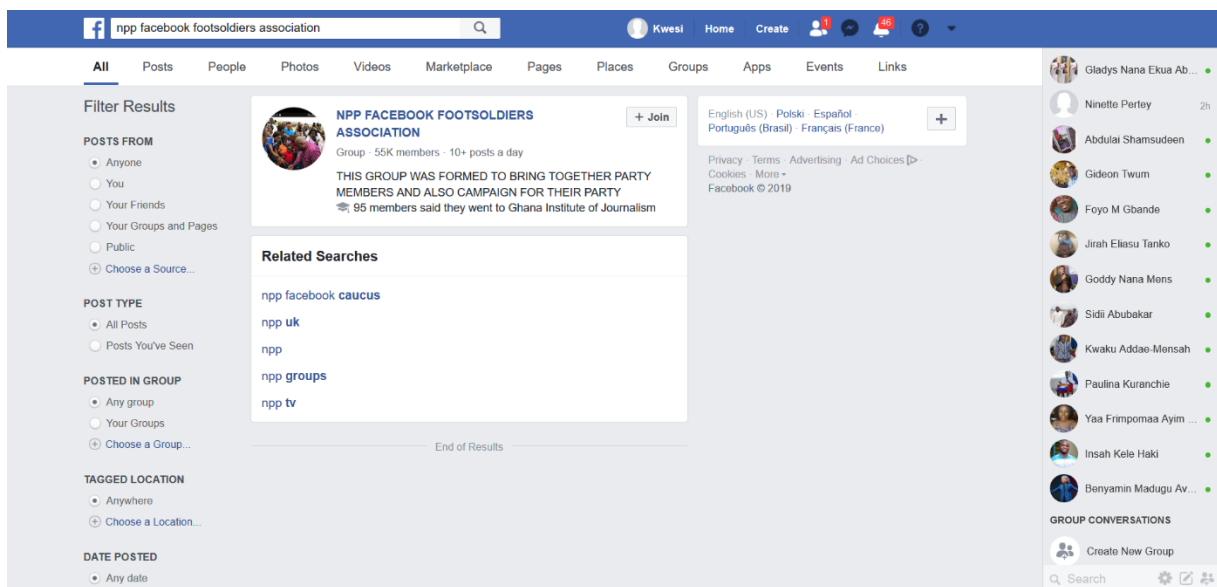 npp facebook footsoldiers association
Kwesi Home Create 1 46
All Posts People Photos Videos Marketplace Pages Places Groups Apps Events Links
Filter Results
POSTS FROM
Anyone
You
Your Friends
Your Groups and Pages
Public
Choose a Source...
POST TYPE
All Posts
Posts You've Seen
POSTED IN GROUP
Any group
Your Groups
Choose a Group...
TAGGED LOCATION
Anywhere
Choose a Location...
DATE POSTED
Any date
NPP FACEBOOK FOOTSOLDIERS
ASSOCIATION
+ Join
Group · 55K members · 10+ posts a day
THIS GROUP WAS FORMED TO BRING TOGETHER PARTY
MEMBERS AND ALSO CAMPAIGN FOR THEIR PARTY
95 members said they went to Ghana Institute of Journalism
Related Searches
npp facebook caucus
npp uk
npp
npp groups
npp tv
End of Results
English (US) · Polski · Español ·
Português (Brasil) · Français (France)
Privacy · Terms · Advertising · Ad Choices ·
Cookies · More
Facebook © 2019
Gladys Nana Ekua Ab...
Ninette Pertey 2h
Abdulai Shamsudeen
Gideon Twum
Foyo M Gbande
Jirah Eliasu Tanko
Goddy Nana Mens
Sidii Abubakar
Kwaku Addae-Mensah
Paulina Kuranchie
Yaa Frimpomaa Ayim ...
Insah Kele Haki
Benyamin Madugu Av...
GROUP CONVERSATIONS
Create New Group
Search